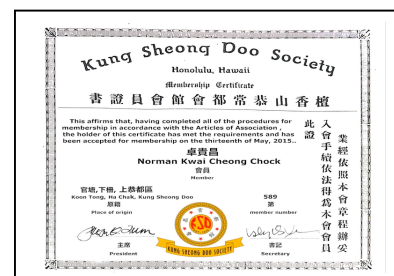 Kung Sheong Doo Society
Honolulu, Hawaii
Membership Certificate
書證員會館會都常恭山香檀
This affirms that, having completed all of the procedures for
membership in accordance with the Articles of Association ,
the holder of this certificate has met the requirements and has
been accepted for membership on the thirteenth of May, 2015..
卓貴昌
Norman Kwai Cheong Chock
會員
Member
業經依照本會章程辦妥
入會手續依法得爲本會會員
此證
官塘,下柵, 上恭都區
Koon Tong, Ha Chak, Kung Sheong Doo
原籍
Place of origin
589
第
member number
主席
President
KSD
KUNG SHEONG DOO SOCIETY
書記
Secretary